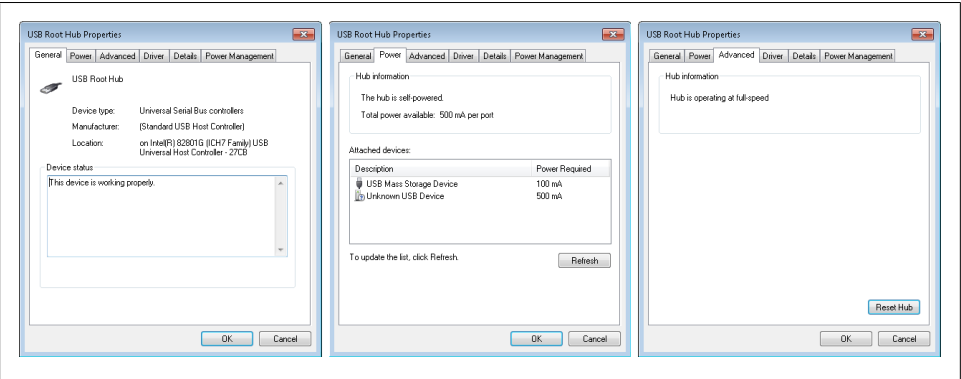 USB Root Hub Properties
General Power Advanced Driver Details Power Management
USB Root Hub
Device type: Universal Serial Bus controllers
Manufacturer: (Standard USB Host Controller)
Location: on Intel(R) 82801G (ICH7 Family) USB
Universal Host Controller - 27CB
Device status
This device is working properly.
OK Cancel
USB Root Hub Properties
General Power Advanced Driver Details Power Management
Hub information
The hub is self-powered.
Total power available: 500 mA per port
Attached devices:
Description Power Required
USB Mass Storage Device 100 mA
Unknown USB Device 500 mA
To update the list, click Refresh.
Refresh
OK Cancel
USB Root Hub Properties
General Power Advanced Driver Details Power Management
Hub information
Hub is operating at full-speed
Reset Hub
OK Cancel